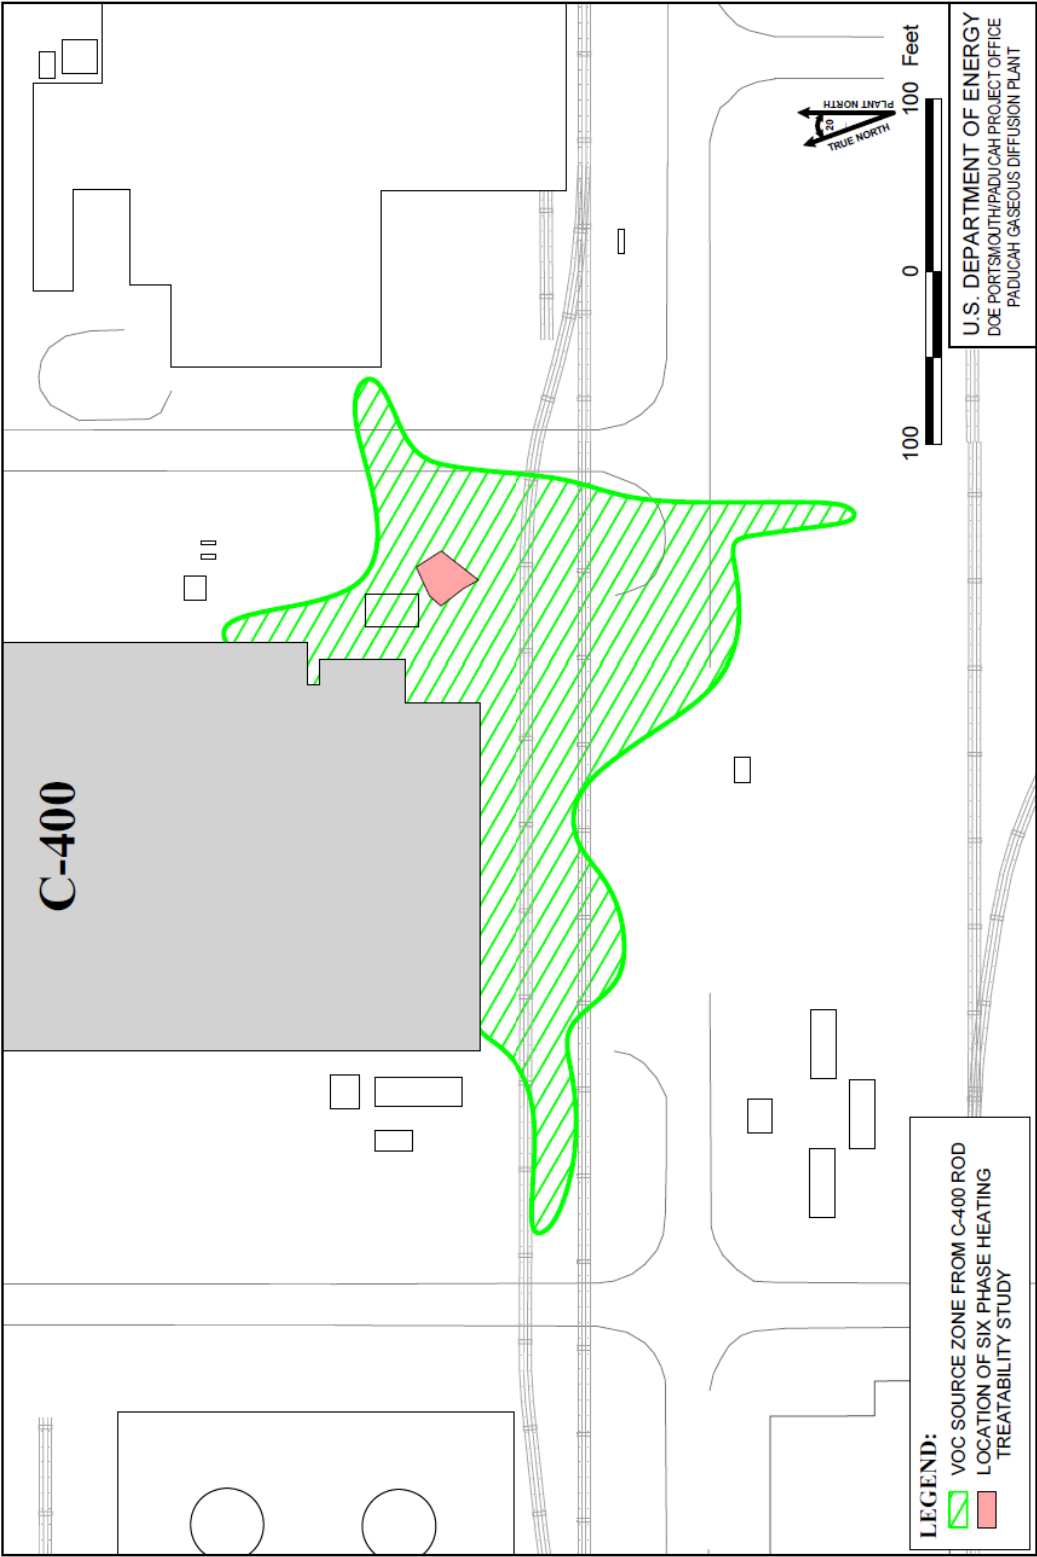 C-400
PLANT NORTH
20
TRUE NORTH
100 0 100 Feet
U.S. DEPARTMENT OF ENERGY
DOE PORTSMOUTH/PADUCAH PROJECT OFFICE
PADUCAH GASEOUS DIFFUSION PLANT
LEGEND:
VOC SOURCE ZONE FROM C-400 ROD
LOCATION OF SIX PHASE HEATING
TREATABILITY STUDY